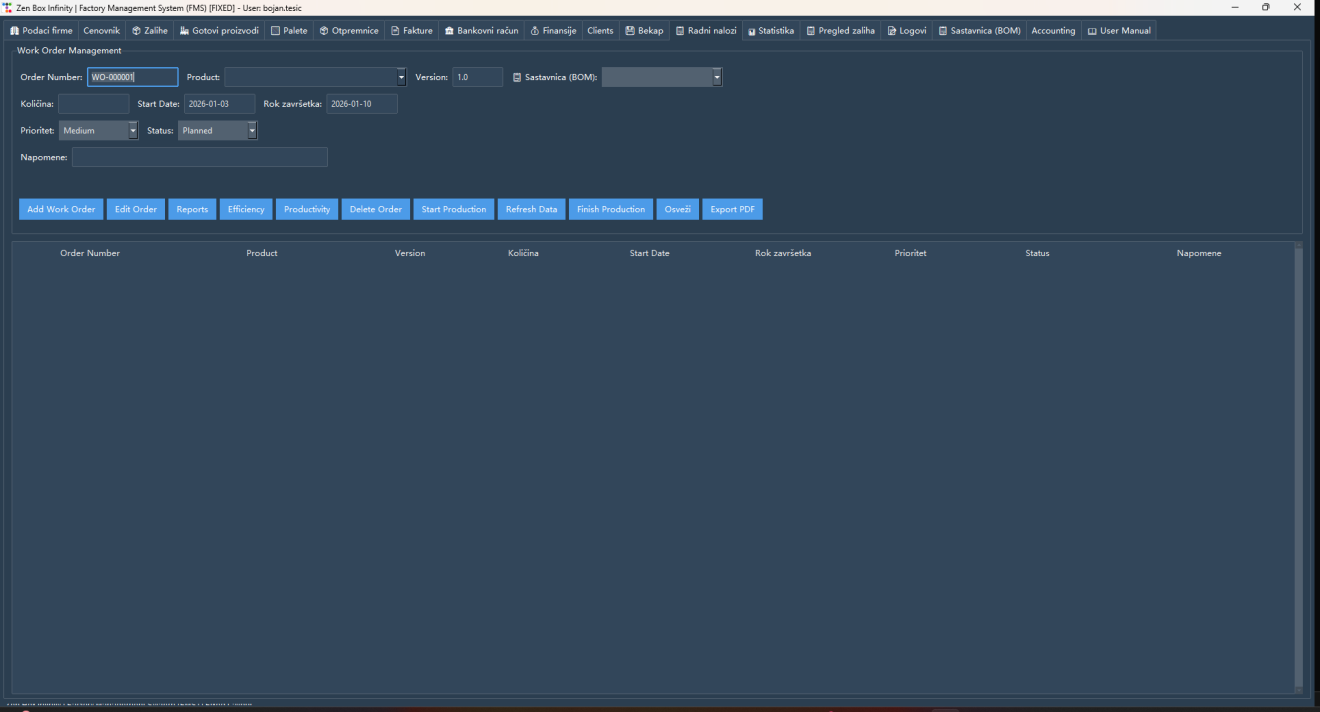 Zen Box Infinity | Factory Management System (FMS) [FIXED] - User: bojan.tesic
Podaci firme Cenovnik Zalihe Gotovi proizvodi Palete Otpremnice Fakture Bankovni račun Finansije Clients Bekap Radni nalozi Statistika Pregled zaliha Logovi Sastavnica (BOM) Accounting User Manual
Work Order Management
Order Number: WO-000001 Product: Version: 1.0 Sastavnica (BOM):
Količina: Start Date: 2026-01-03 Rok završetka: 2026-01-10
Prioritet: Medium Status: Planned
Napomene:
Add Work Order Edit Order Reports Efficiency Productivity Delete Order Start Production Refresh Data Finish Production Osveži Export PDF
Order Number Product Version Količina Start Date Rok završetka Prioritet Status Napomene